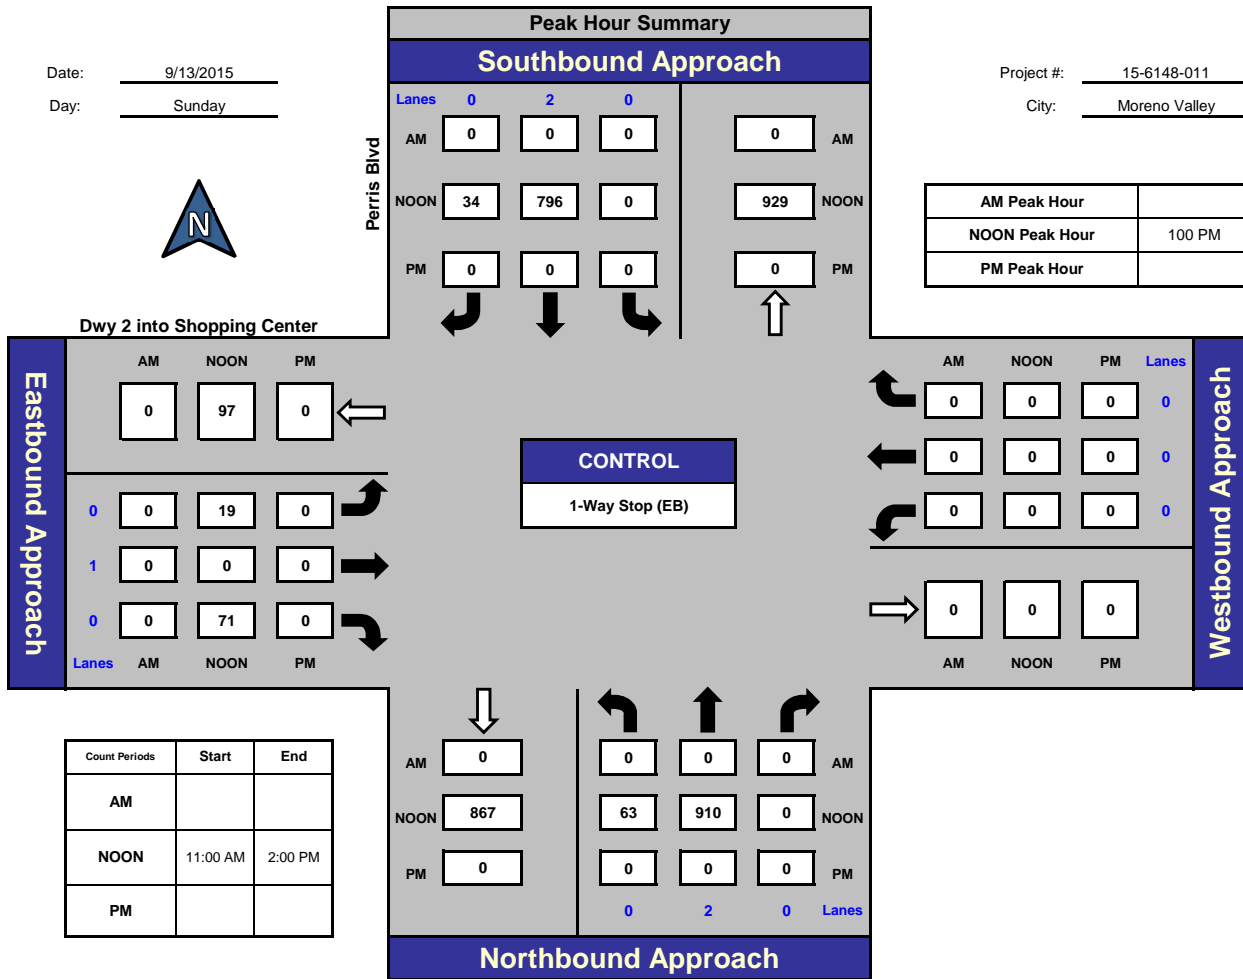 Peak Hour Summary
Southbound Approach
Date: 9/13/2015
Day: Sunday
Project #: 15-6148-011
City: Moreno Valley
Perris Blvd
Lanes 0 2 0
AM 0 0 0 0 AM
NOON 34 796 0 929 NOON
PM 0 0 0 0 PM
N
AM Peak Hour
NOON Peak Hour 100 PM
PM Peak Hour
Dwy 2 into Shopping Center
Eastbound Approach
AM NOON PM
0 97 0
0 0 19 0
1 0 0 0
0 0 71 0
Lanes AM NOON PM
CONTROL
1-Way Stop (EB)
AM NOON PM Lanes
0 0 0 0
0 0 0 0
0 0 0 0
0 0 0
AM NOON PM
Westbound Approach
Count Periods Start End
AM
NOON 11:00 AM 2:00 PM
PM
AM 0 0 0 0 AM
NOON 867 63 910 0 NOON
PM 0 0 0 0 PM
0 2 0 Lanes
Northbound Approach